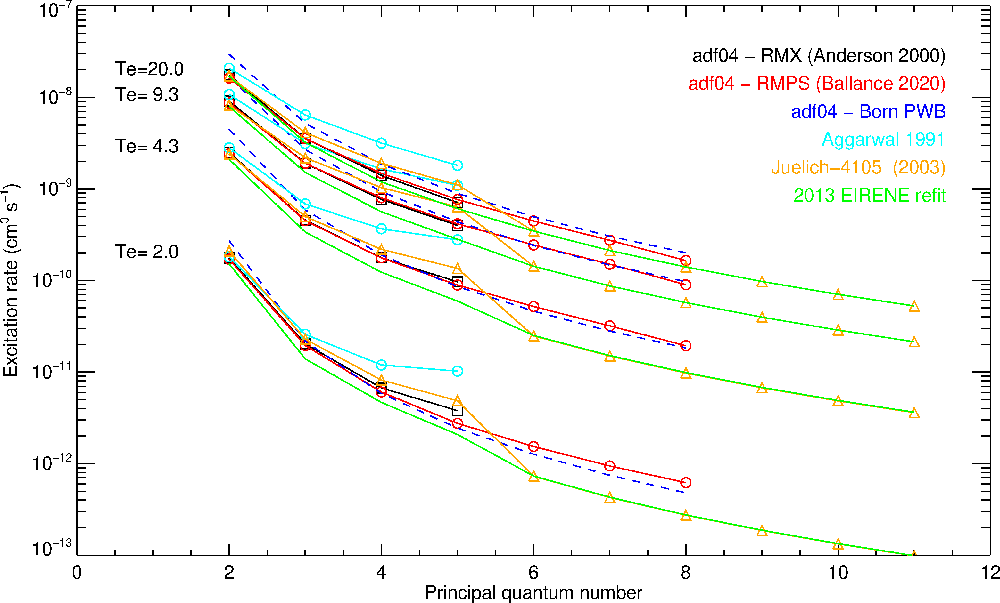 10−7
10−8
10−9
10−10
10−11
10−12
10−13
Excitation rate (cm3 s−1)
Te=20.0
Te= 9.3
Te= 4.3
Te= 2.0
adf04 − RMX (Anderson 2000)
adf04 − RMPS (Ballance 2020)
adf04 − Born PWB
Aggarwal 1991
Juelich−4105 (2003)
2013 EIRENE refit
0 2 4 6 8 10 12
Principal quantum number